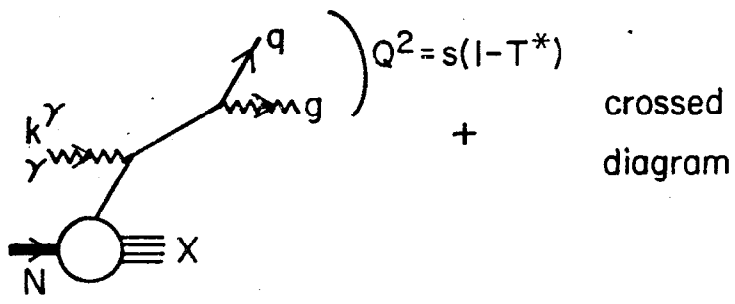 q
Q² = s(1-T*)
g
crossed
+
diagram
k^γ
γ
X
N